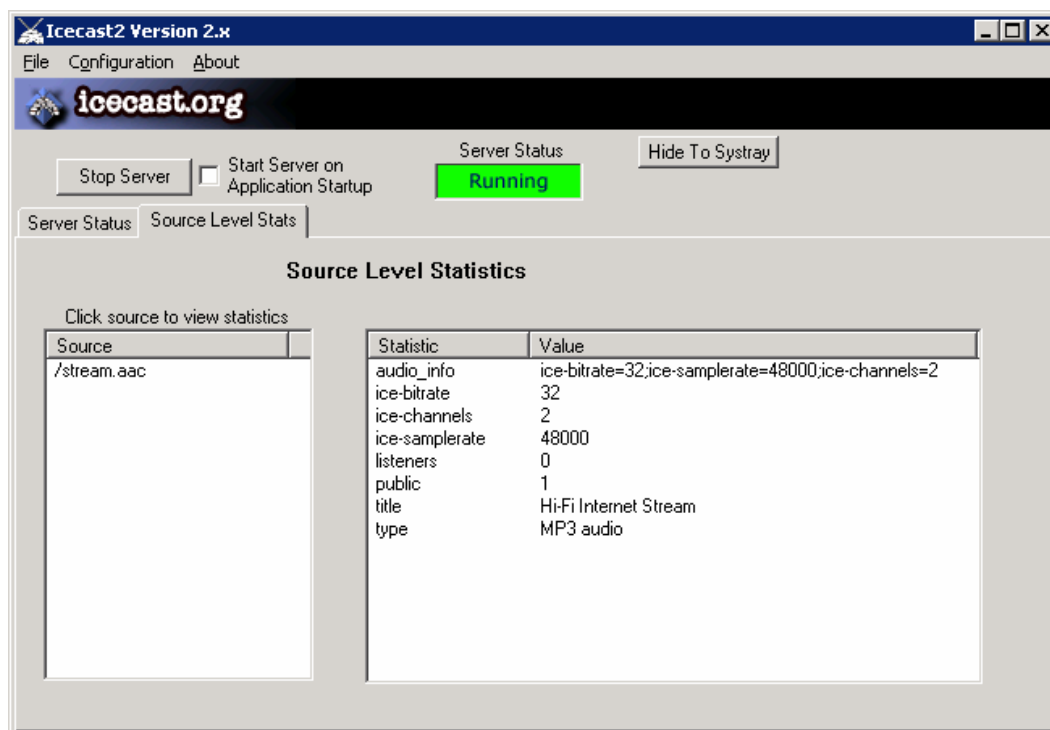 Icecast2 Version 2.x
File Configuration About
icecast.org
Stop Server
Start Server on
Application Startup
Server Status
Running
Hide To Systray
Server Status Source Level Stats
Source Level Statistics
Click source to view statistics
Source
/stream.aac
Statistic Value
audio_info ice-bitrate=32;ice-samplerate=48000;ice-channels=2
ice-bitrate 32
ice-channels 2
ice-samplerate 48000
listeners 0
public 1
title Hi-Fi Internet Stream
type MP3 audio